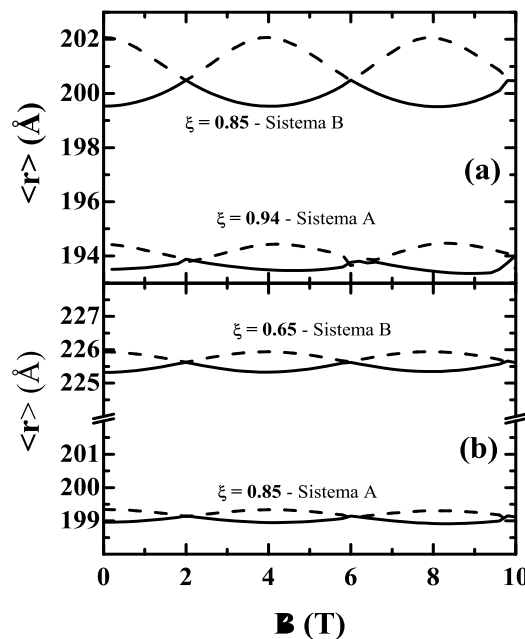 202
200
198
196
194
<r> (Å)
ξ = 0.85 - Sistema B
(a)
ξ = 0.94 - Sistema A
227
226
225
201
200
199
<r> (Å)
ξ = 0.65 - Sistema B
(b)
ξ = 0.85 - Sistema A
0 2 4 6 8 10
B (T)